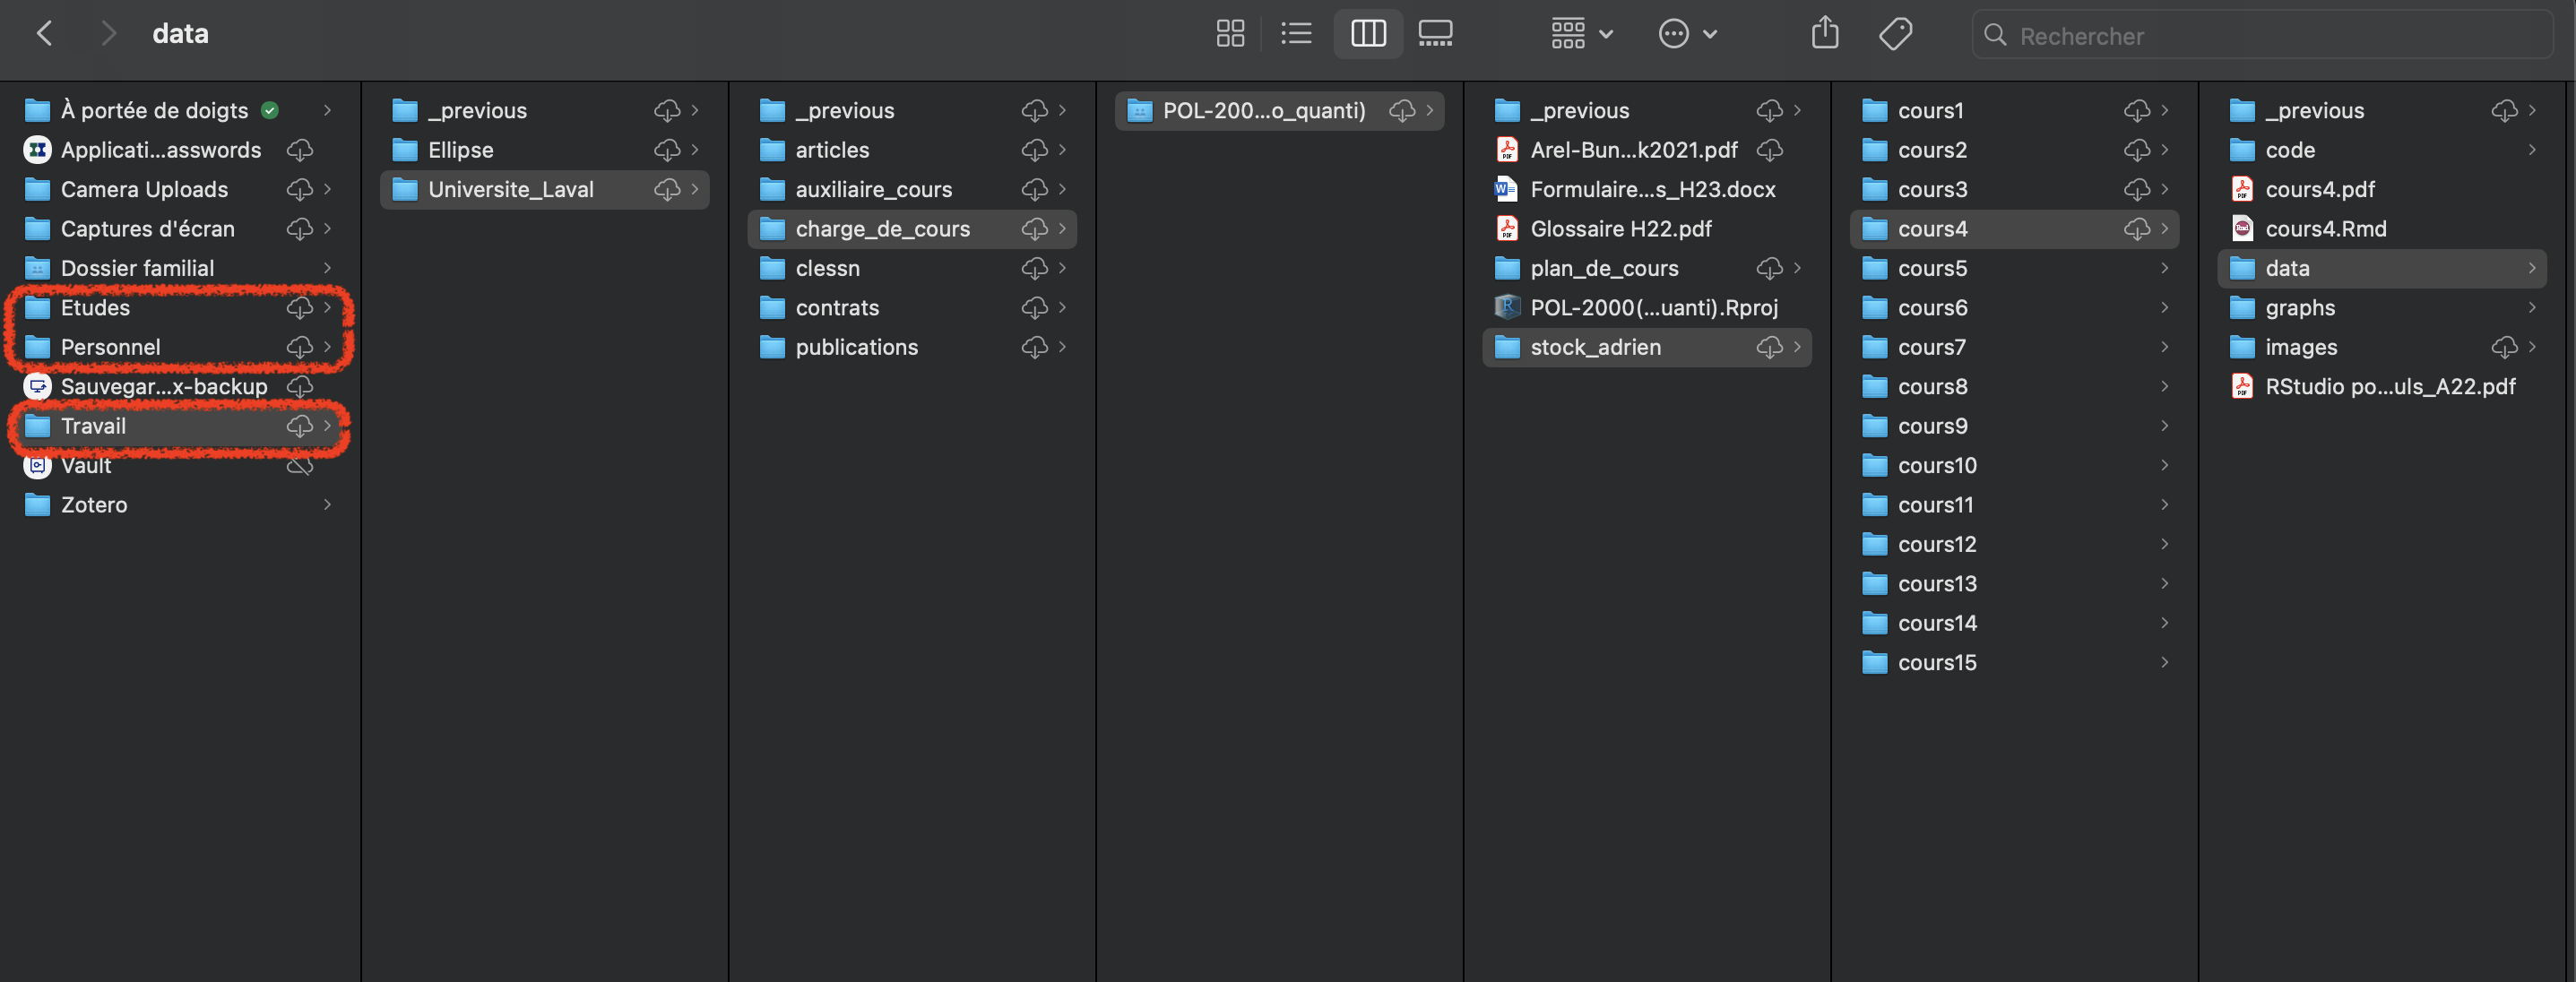 data
Rechercher
À portée de doigts
Applicati...asswords
Camera Uploads
Captures d'écran
Dossier familial
Etudes
Personnel
Sauvegar...x-backup
Travail
Vault
Zotero
_previous
Ellipse
Universite_Laval
_previous
articles
auxiliaire_cours
charge_de_cours
clessn
contrats
publications
POL-200...o_quanti)
_previous
Arel-Bun...k2021.pdf
Formulaire...s_H23.docx
Glossaire H22.pdf
plan_de_cours
POL-2000(...uanti).Rproj
stock_adrien
cours1
cours2
cours3
cours4
cours5
cours6
cours7
cours8
cours9
cours10
cours11
cours12
cours13
cours14
cours15
_previous
code
cours4.pdf
cours4.Rmd
data
graphs
images
RStudio po...uls_A22.pdf